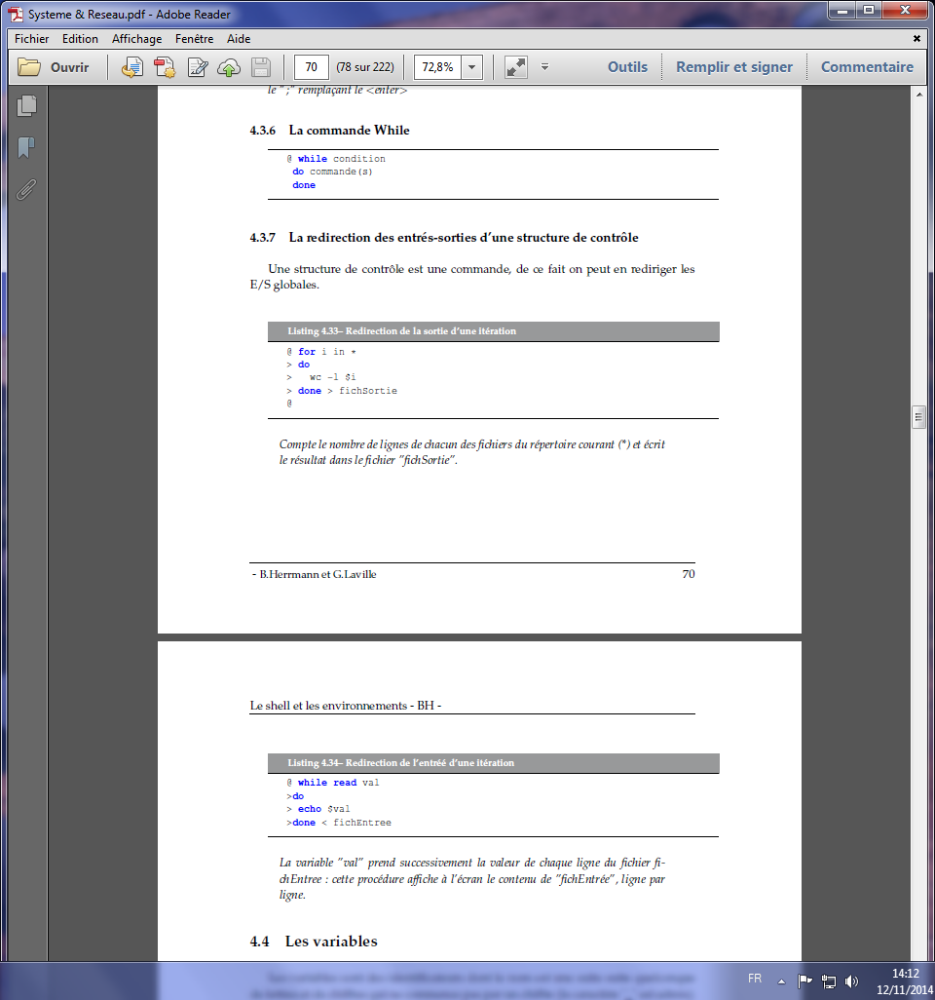 Systeme & Reseau.pdf - Adobe Reader
Fichier Edition Affichage Fenêtre Aide
Ouvrir 70 (78 sur 222) 72,8% Outils Remplir et signer Commentaire
le ";" remplaçant le <enter>
4.3.6 La commande While
@ while condition
do commande(s)
done
4.3.7 La redirection des entrés-sorties d'une structure de contrôle
Une structure de contrôle est une commande, de ce fait on peut en rediriger les
E/S globales.
Listing 4.33– Redirection de la sortie d'une itération
@ for i in *
> do
> wc -l $i
> done > fichSortie
@
Compte le nombre de lignes de chacun des fichiers du répertoire courant (*) et écrit
le résultat dans le fichier "fichSortie".
- B.Herrmann et G.Laville 70
Le shell et les environnements - BH -
Listing 4.34– Redirection de l'entréé d'une itération
@ while read val
>do
> echo $val
>done < fichEntree
La variable "val" prend successivement la valeur de chaque ligne du fichier fi-
chEntree : cette procédure affiche à l'écran le contenu de "fichEntrée", ligne par
ligne.
4.4 Les variables
FR 14:12
12/11/2014